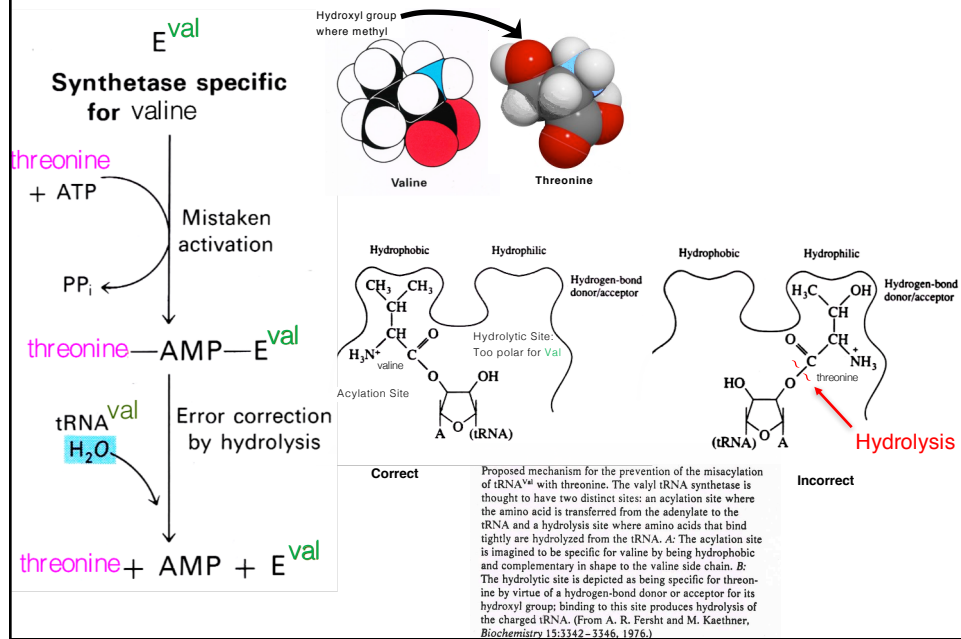 E^val
Synthetase specific
for valine
threonine
+ ATP
Mistaken
activation
PPi
threonine—AMP—E^val
tRNA^val
H2O
Error correction
by hydrolysis
threonine + AMP + E^val
Hydroxyl group
where methyl
Valine
Threonine
Hydrophobic
Hydrophilic
Hydrogen-bond
donor/acceptor
CH3
CH3
CH
CH
O
H3N+
C
valine
O
OH
Hydrolytic Site:
Too polar for Val
Acylation Site
O
A
(tRNA)
Correct
Hydrophobic
Hydrophilic
Hydrogen-bond
donor/acceptor
H3C
OH
CH
O
CH
C
+NH3
threonine
HO
O
O
(tRNA)
A
Hydrolysis
Incorrect
Proposed mechanism for the prevention of the misacylation
of tRNA^Val with threonine. The valyl tRNA synthetase is
thought to have two distinct sites: an acylation site where
the amino acid is transferred from the adenylate to the
tRNA and a hydrolysis site where amino acids that bind
tightly are hydrolyzed from the tRNA. A: The acylation site
is imagined to be specific for valine by being hydrophobic
and complementary in shape to the valine side chain. B:
The hydrolytic site is depicted as being specific for threon-
ine by virtue of a hydrogen-bond donor or acceptor for its
hydroxyl group; binding to this site produces hydrolysis of
the charged tRNA. (From A. R. Fersht and M. Kaethner,
Biochemistry 15:3342–3346, 1976.)